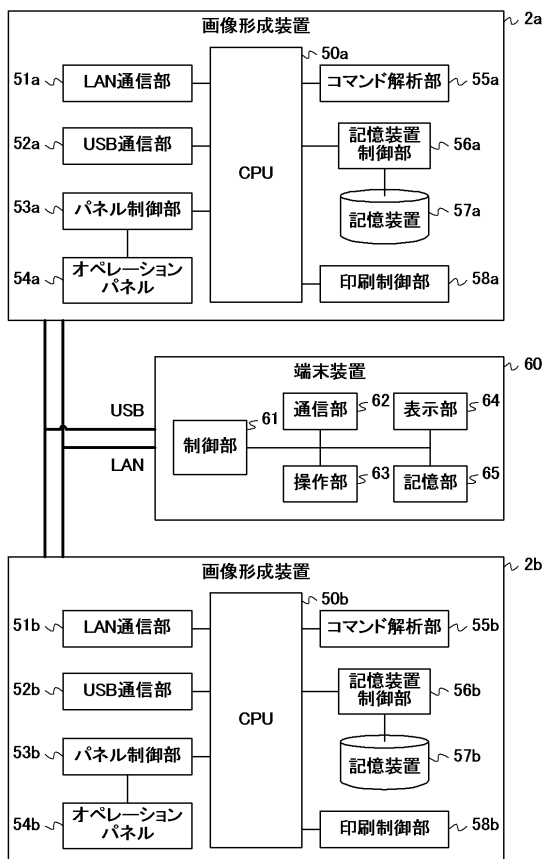 画像形成装置
2a
50a
51a
LAN通信部
コマンド解析部
55a
52a
USB通信部
記憶装置
制御部
56a
CPU
53a
パネル制御部
記憶装置
57a
54a
オペレーション
パネル
印刷制御部
58a
端末装置
60
USB
61
通信部
62
表示部
64
制御部
LAN
操作部
63
記憶部
65
画像形成装置
2b
50b
51b
LAN通信部
コマンド解析部
55b
52b
USB通信部
記憶装置
制御部
56b
CPU
53b
パネル制御部
記憶装置
57b
54b
オペレーション
パネル
印刷制御部
58b